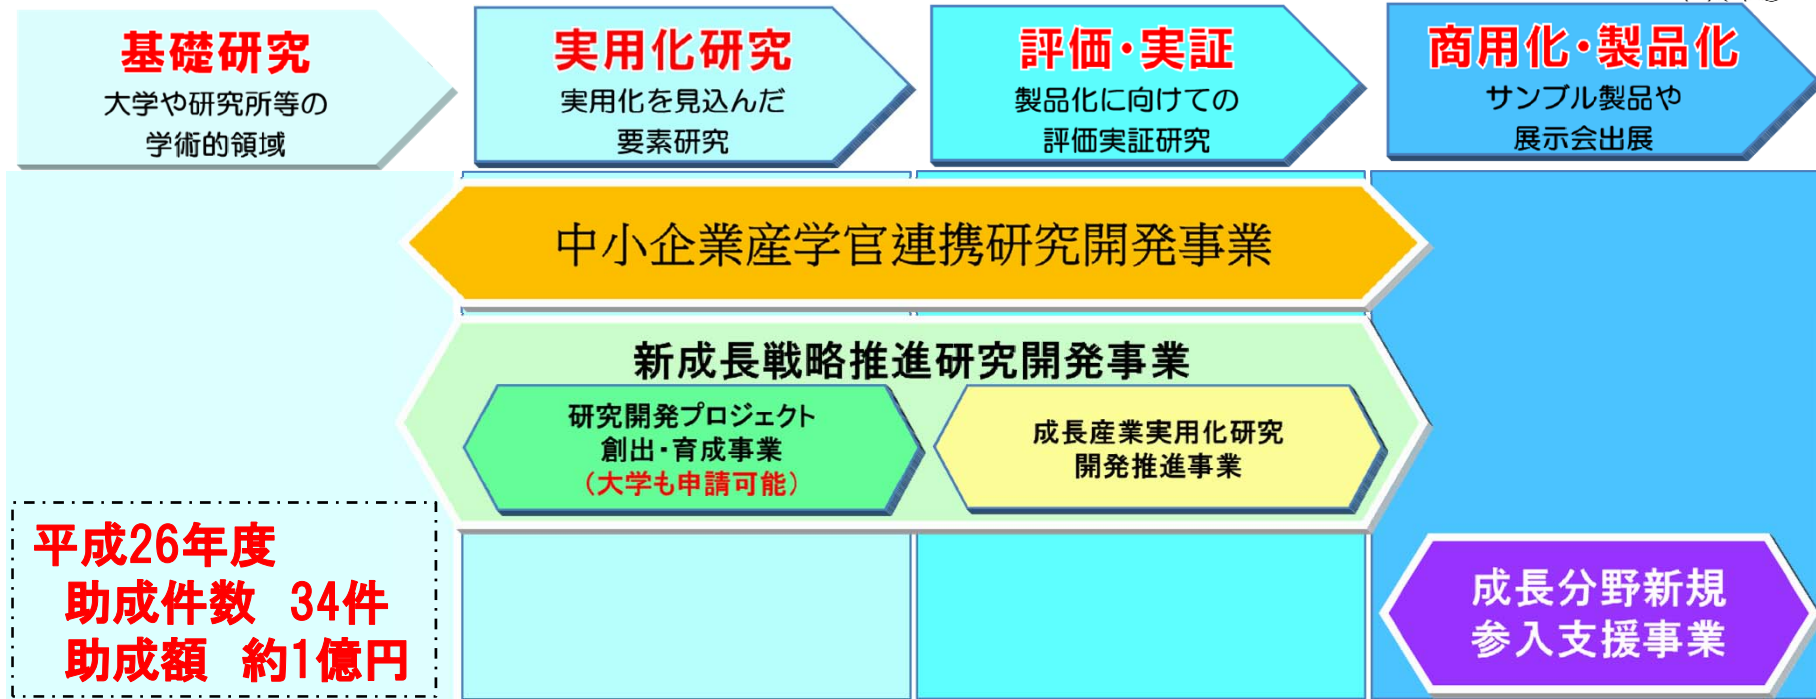 基礎研究
大学や研究所等の
学術的領域
実用化研究
実用化を見込んだ
要素研究
評価・実証
製品化に向けての
評価実証研究
商用化・製品化
サンプル製品や
展示会出展
中小企業産学官連携研究開発事業
新成長戦略推進研究開発事業
研究開発プロジェクト
創出・育成事業
(大学も申請可能)
成長産業実用化研究
開発推進事業
平成26年度
助成件数 34件
助成額 約1億円
成長分野新規
参入支援事業